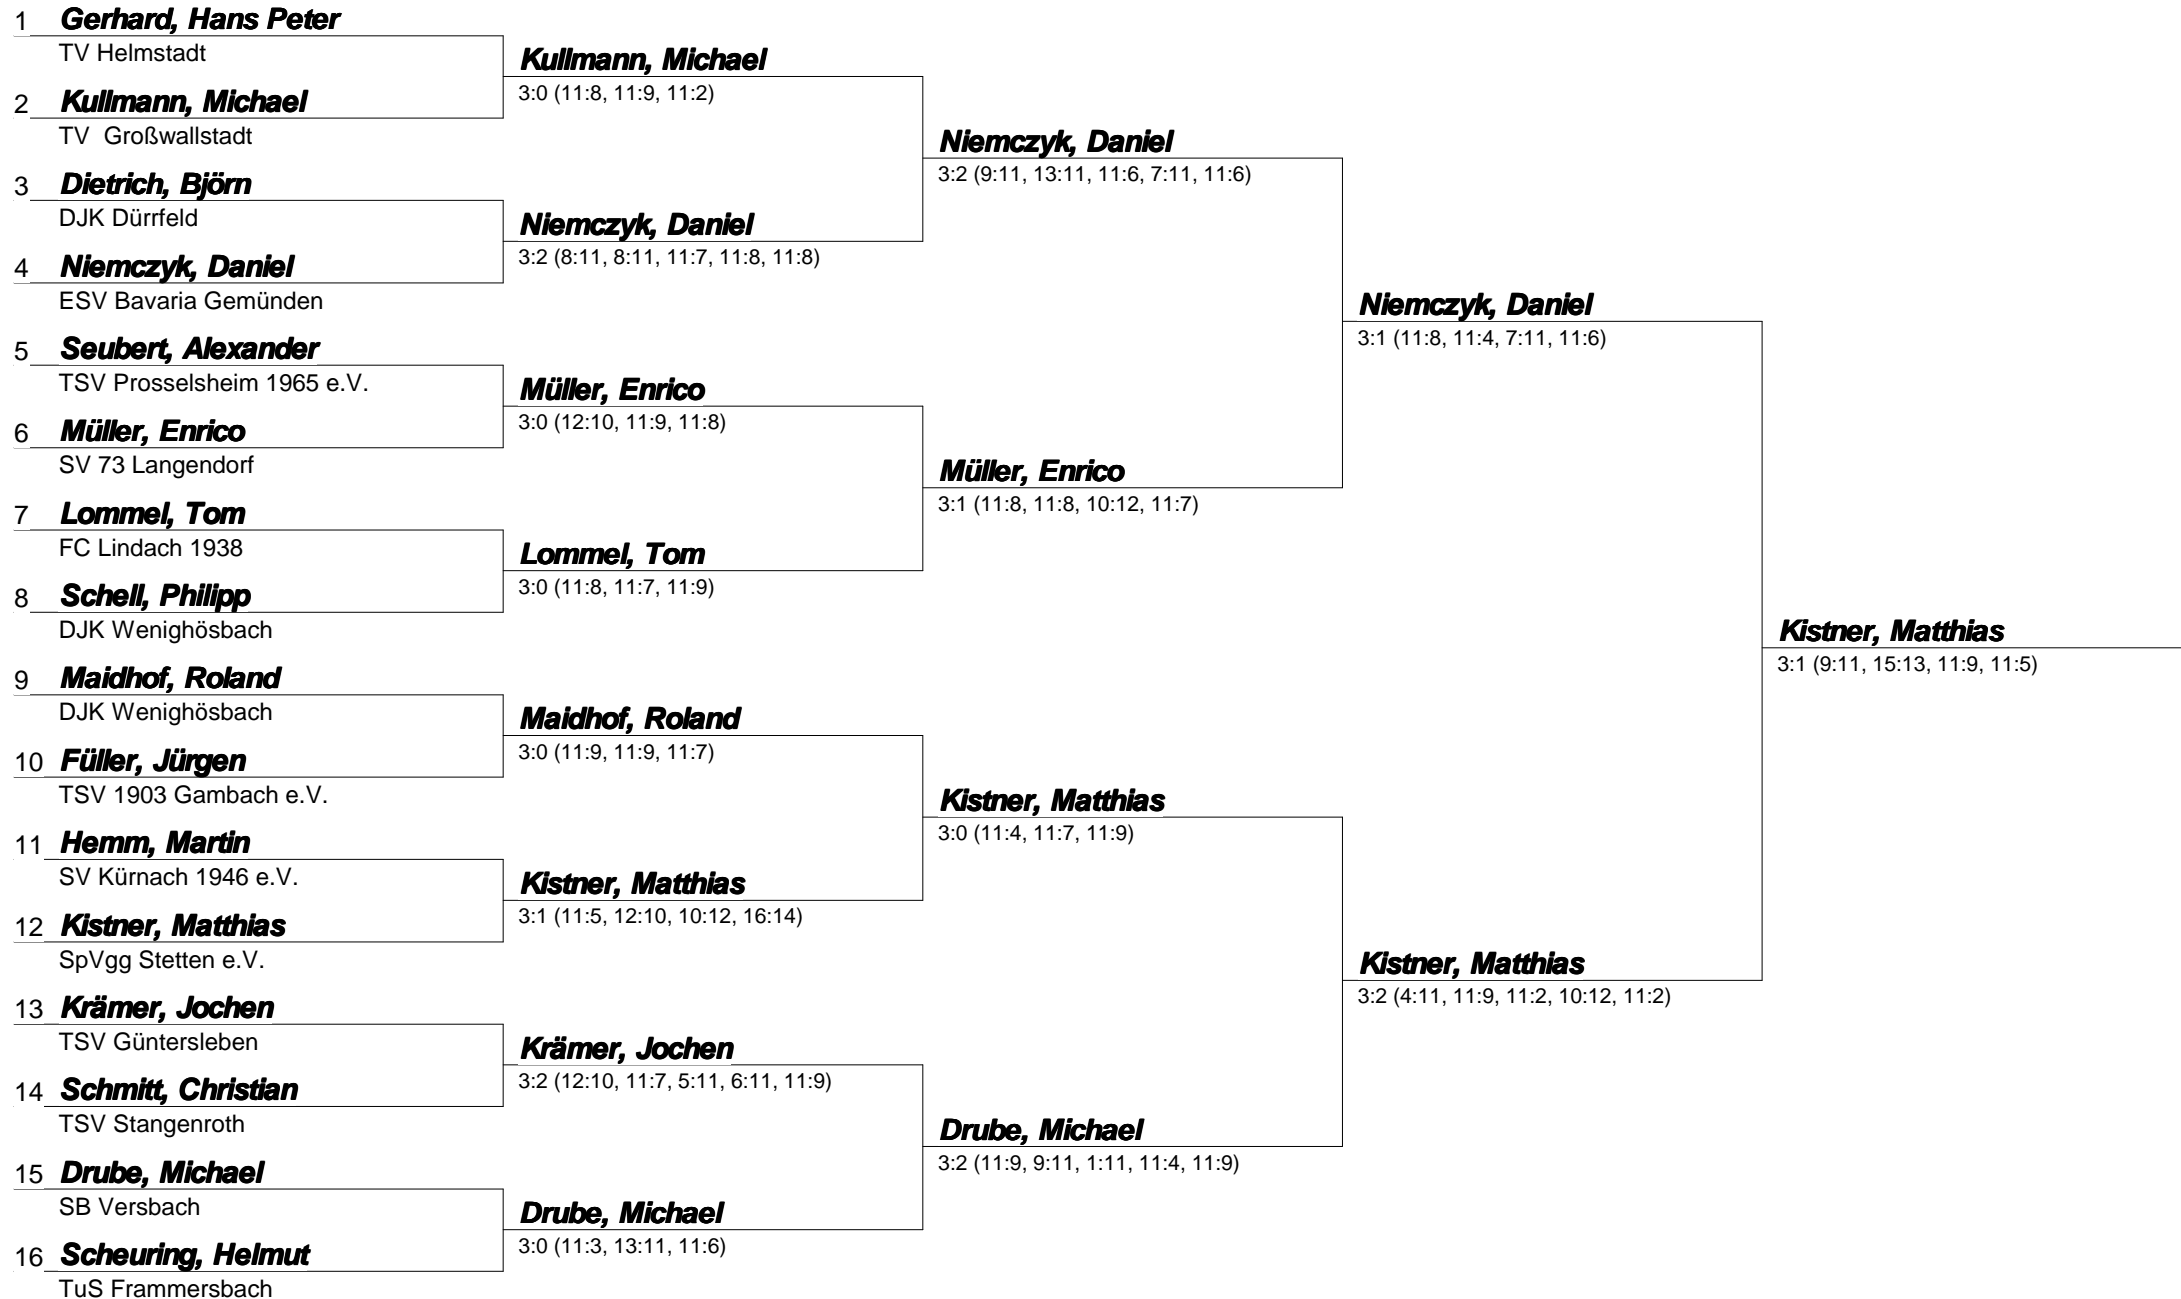 1 Gerhard, Hans Peter
TV Helmstadt
2 Kullmann, Michael
TV  Großwallstadt
3 Dietrich, Björn
DJK Dürrfeld
4 Niemczyk, Daniel
ESV Bavaria Gemünden
5 Seubert, Alexander
TSV Prosselsheim 1965 e.V.
6 Müller, Enrico
SV 73 Langendorf
7 Lommel, Tom
FC Lindach 1938
8 Schell, Philipp
DJK Wenighösbach
9 Maidhof, Roland
DJK Wenighösbach
10 Füller, Jürgen
TSV 1903 Gambach e.V.
11 Hemm, Martin
SV Kürnach 1946 e.V.
12 Kistner, Matthias
SpVgg Stetten e.V.
13 Krämer, Jochen
TSV Güntersleben
14 Schmitt, Christian
TSV Stangenroth
15 Drube, Michael
SB Versbach
16 Scheuring, Helmut
TuS Frammersbach
Kullmann, Michael
3:0 (11:8, 11:9, 11:2)
Niemczyk, Daniel
3:2 (8:11, 8:11, 11:7, 11:8, 11:8)
Müller, Enrico
3:0 (12:10, 11:9, 11:8)
Lommel, Tom
3:0 (11:8, 11:7, 11:9)
Maidhof, Roland
3:0 (11:9, 11:9, 11:7)
Kistner, Matthias
3:1 (11:5, 12:10, 10:12, 16:14)
Krämer, Jochen
3:2 (12:10, 11:7, 5:11, 6:11, 11:9)
Drube, Michael
3:0 (11:3, 13:11, 11:6)
Niemczyk, Daniel
3:2 (9:11, 13:11, 11:6, 7:11, 11:6)
Müller, Enrico
3:1 (11:8, 11:8, 10:12, 11:7)
Kistner, Matthias
3:0 (11:4, 11:7, 11:9)
Drube, Michael
3:2 (11:9, 9:11, 1:11, 11:4, 11:9)
Niemczyk, Daniel
3:1 (11:8, 11:4, 7:11, 11:6)
Kistner, Matthias
3:2 (4:11, 11:9, 11:2, 10:12, 11:2)
Kistner, Matthias
3:1 (9:11, 15:13, 11:9, 11:5)